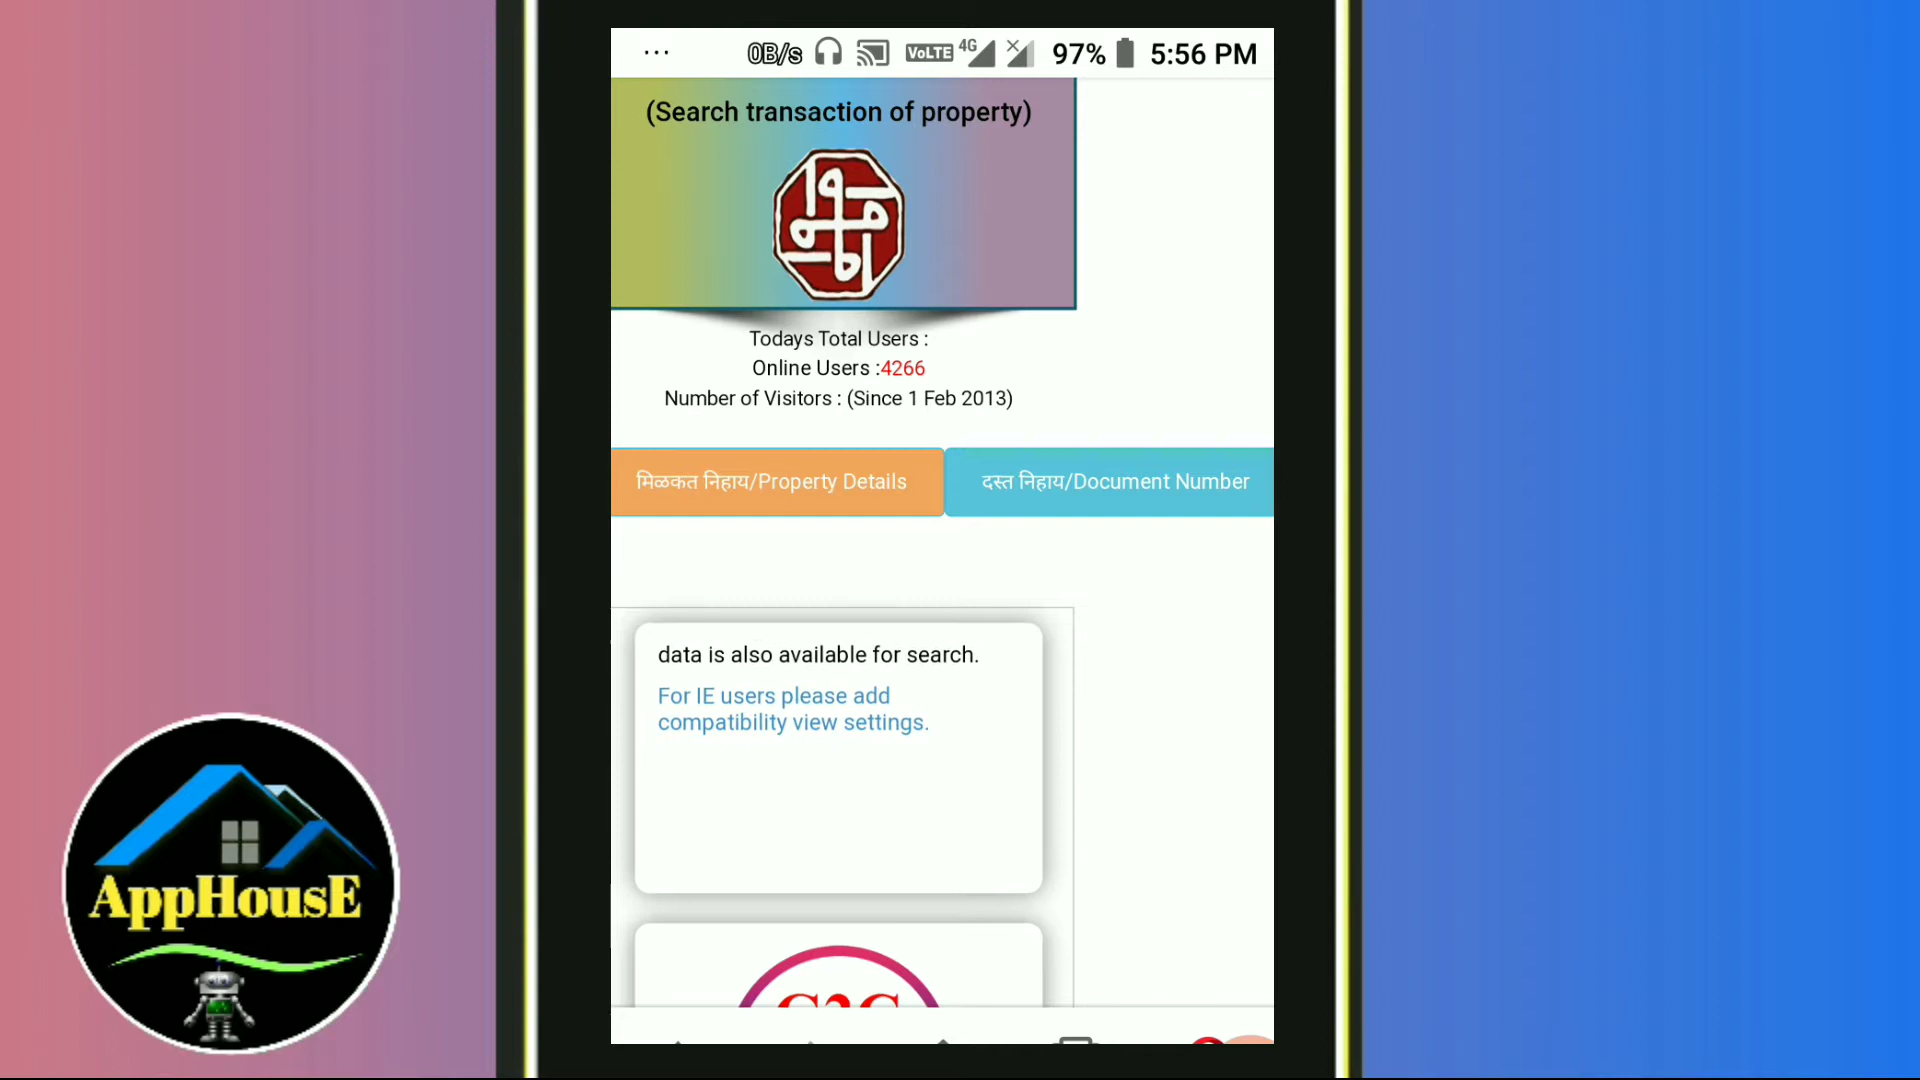 ... 0B/s VoLTE 4G 97% 5:56 PM
(Search transaction of property)
Todays Total Users :
Online Users :4266
Number of Visitors : (Since 1 Feb 2013)
मिळकत निहाय/Property Details
दस्त निहाय/Document Number
data is also available for search.
For IE users please add
compatibility view settings.
AppHousE